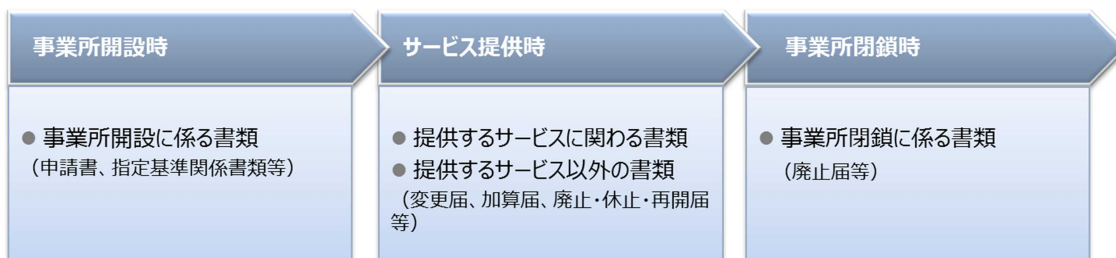 事業所開設時
● 事業所開設に係る書類
（申請書、指定基準関係書類等）
サービス提供時
● 提供するサービスに関わる書類
● 提供するサービス以外の書類
（変更届、加算届、廃止・休止・再開届
等）
事業所閉鎖時
● 事業所閉鎖に係る書類
（廃止届等）